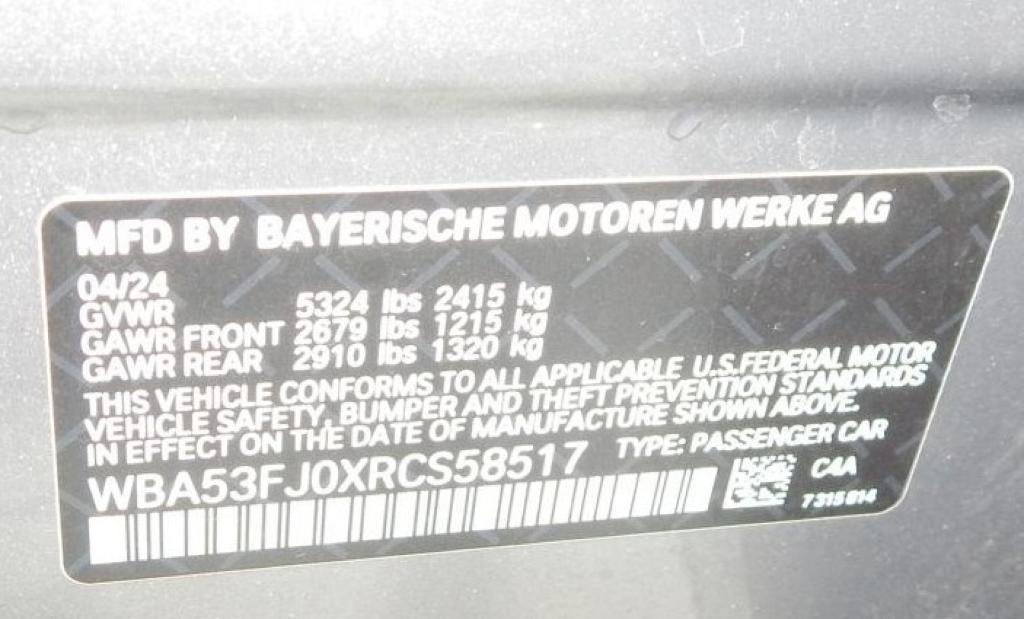 MFD BY BAYERISCHE MOTOREN WERKE AG
04/24
GVWR 5324 lbs 2415 kg
GAWR FRONT 2679 lbs 1215 kg
GAWR REAR 2910 lbs 1320 kg
THIS VEHICLE CONFORMS TO ALL APPLICABLE U.S.FEDERAL MOTOR
VEHICLE SAFETY, BUMPER AND THEFT PREVENTION STANDARDS
IN EFFECT ON THE DATE OF MANUFACTURE SHOWN ABOVE.
WBA53FJ0XRCS58517 TYPE: PASSENGER CAR
C4A
7315814